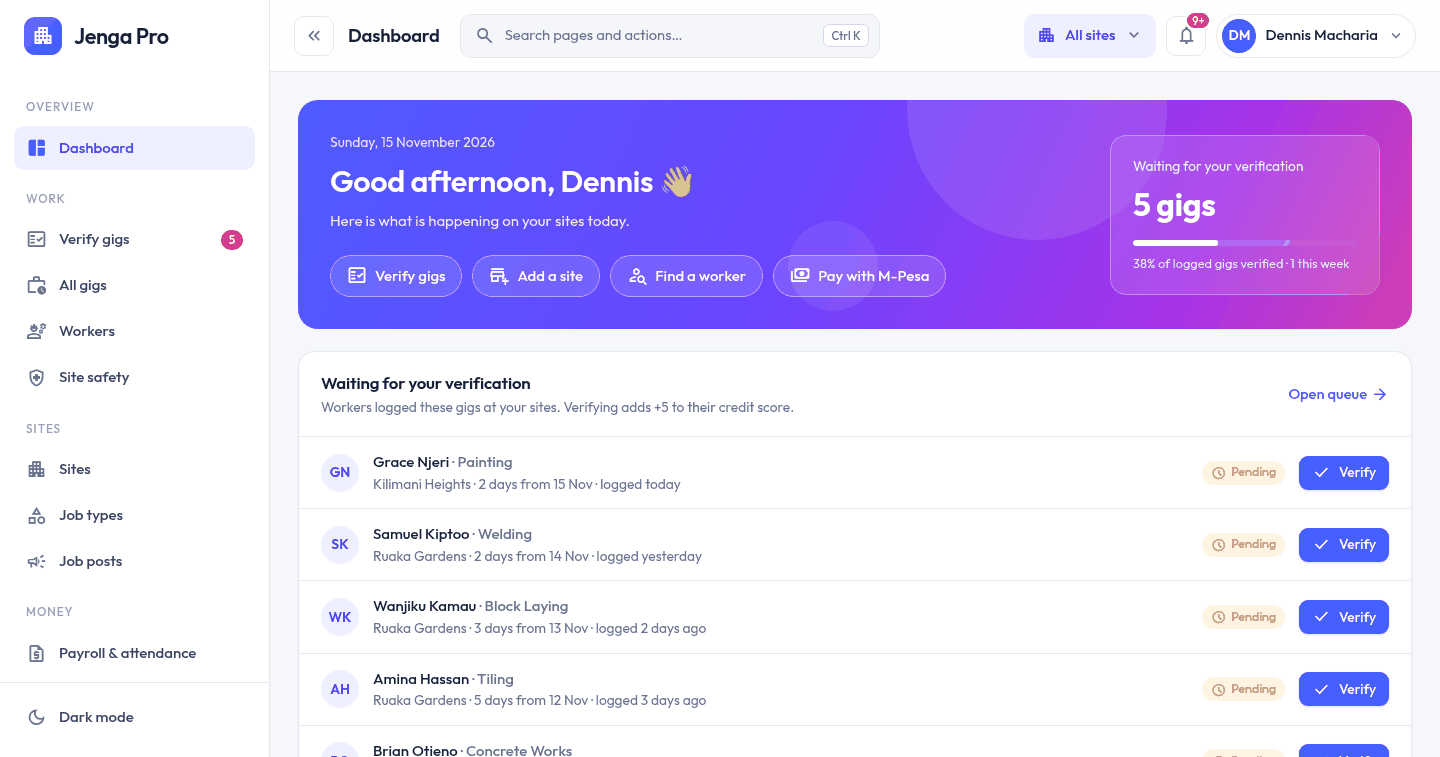 Jenga Pro
OVERVIEW
Dashboard
WORK
Verify gigs 5
All gigs
Workers
Site safety
SITES
Sites
Job types
Job posts
MONEY
Payroll & attendance
Dark mode
Dashboard
Search pages and actions...
Ctrl K
All sites
9+
DM Dennis Macharia
Sunday, 15 November 2026
Good afternoon, Dennis 👋
Here is what is happening on your sites today.
Verify gigs
Add a site
Find a worker
Pay with M-Pesa
Waiting for your verification
5 gigs
38% of logged gigs verified · 1 this week
Waiting for your verification
Workers logged these gigs at your sites. Verifying adds +5 to their credit score.
Open queue
GN
Grace Njeri · Painting
Kilimani Heights · 2 days from 15 Nov · logged today
Pending
Verify
SK
Samuel Kiptoo · Welding
Ruaka Gardens · 2 days from 14 Nov · logged yesterday
Pending
Verify
WK
Wanjiku Kamau · Block Laying
Ruaka Gardens · 3 days from 13 Nov · logged 2 days ago
Pending
Verify
AH
Amina Hassan · Tiling
Ruaka Gardens · 5 days from 12 Nov · logged 3 days ago
Pending
Verify
Brian Otieno · Concrete Works